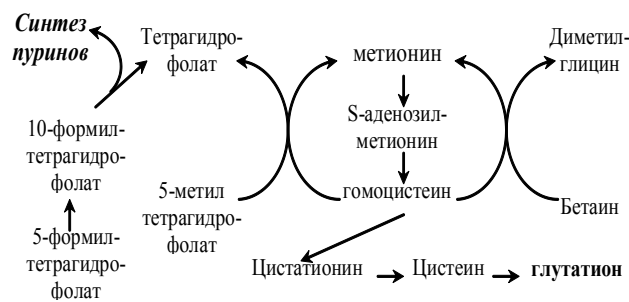 Синтез
пуринов
Тетрагидро-
фолат
метионин
Диметил-
глицин
S-аденозил-
метионин
10-формил-
тетрагидро-
фолат
5-метил
тетрагидро-
фолат
гомоцистеин
Бетаин
5-формил-
тетрагидро-
фолат
Цистатионин
Цистеин
глутатион